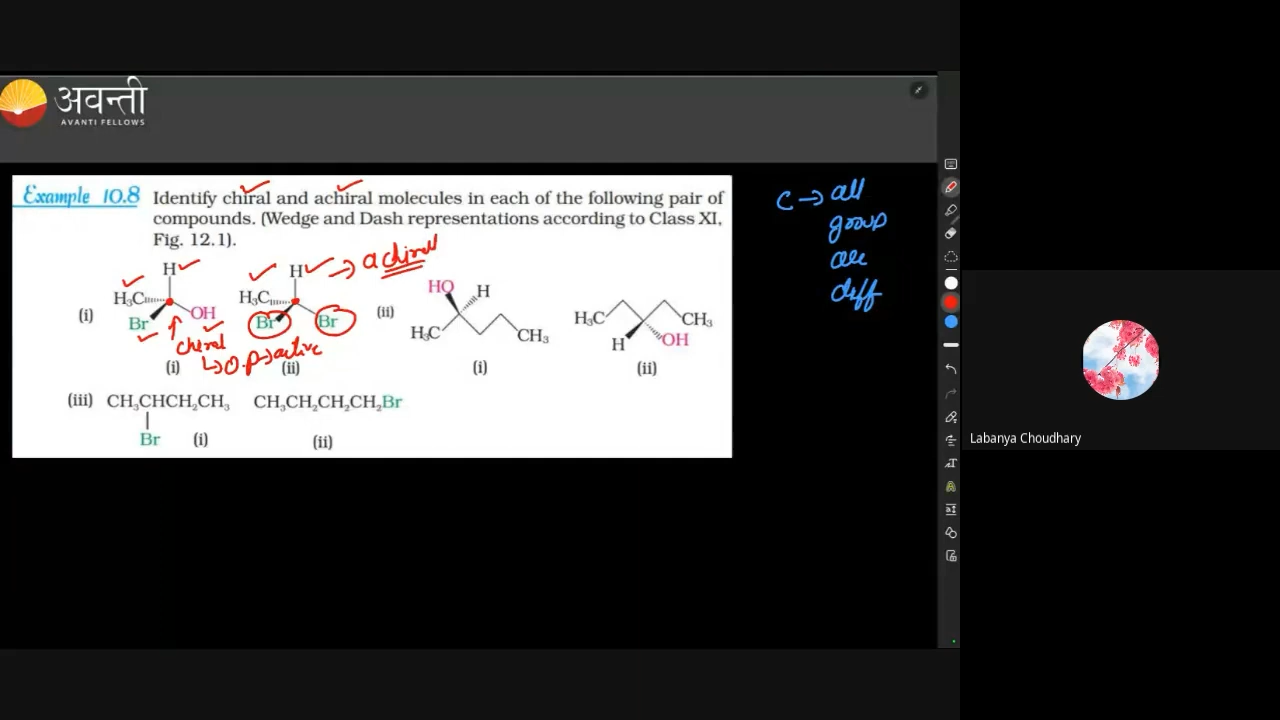 अवन्ती
AVANTI FELLOWS
Example 10.8 Identify chiral and achiral molecules in each of the following pair of
compounds. (Wedge and Dash representations according to Class XI,
Fig. 12.1).
C → all
group
are
diff
→ achiral
(i)
H
H₃C
Br
OH
chiral
↳ O.P → active
(i)
H
H₃C
Br
Br
(ii)
(ii)
HO
H
H₃C
CH₃
(i)
H₃C
CH₃
H
OH
(ii)
(iii) CH₃CHCH₂CH₃ CH₃CH₂CH₂CH₂Br
Br (i) (ii)
Labanya Choudhary